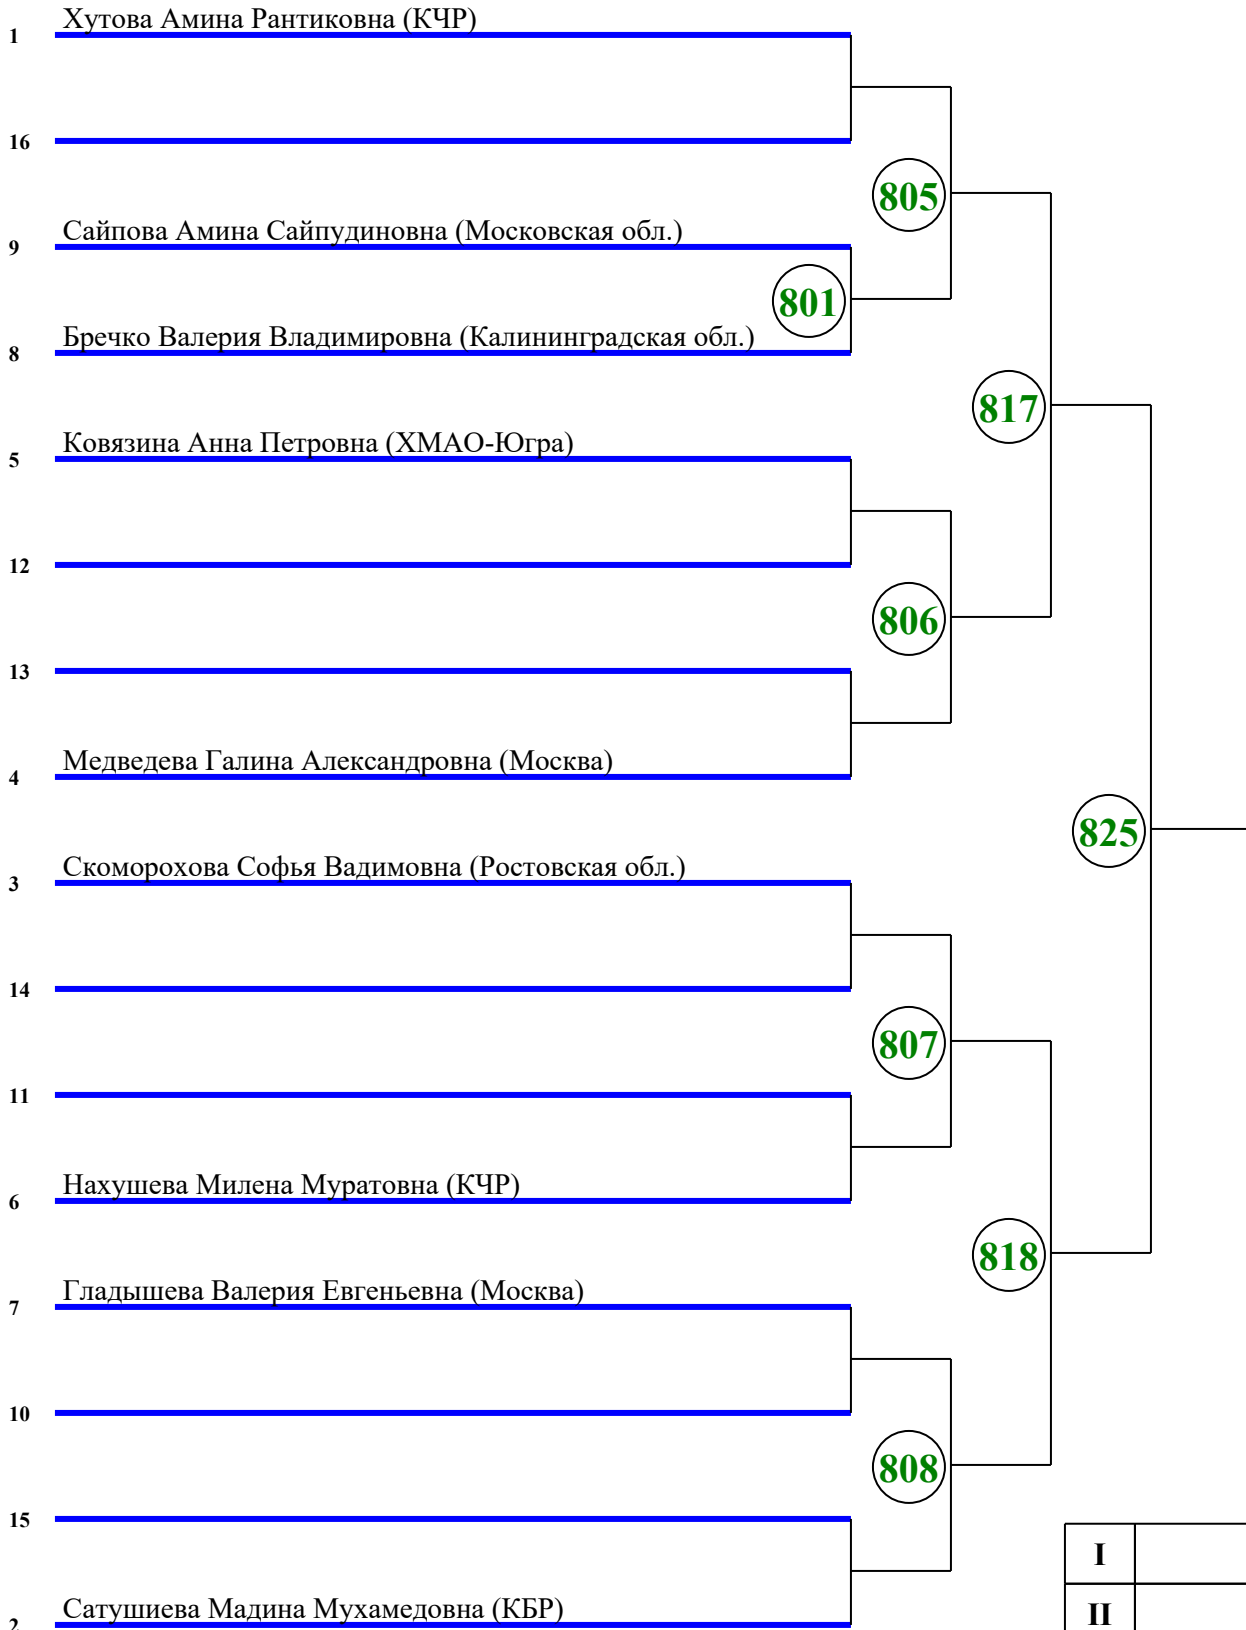 1 Хутова Амина Рантиковна (КЧР)
16
805
9 Сайпова Амина Сайпудиновна (Московская обл.)
801
8 Бречко Валерия Владимировна (Калининградская обл.)
817
5 Ковязина Анна Петровна (ХМАО-Югра)
12
806
13
4 Медведева Галина Александровна (Москва)
825
3 Скоморохова Софья Вадимовна (Ростовская обл.)
14
807
11
6 Нахушева Милена Муратовна (КЧР)
818
7 Гладышева Валерия Евгеньевна (Москва)
10
808
15
I
2 Сатушиева Мадина Мухамедовна (КБР)
II